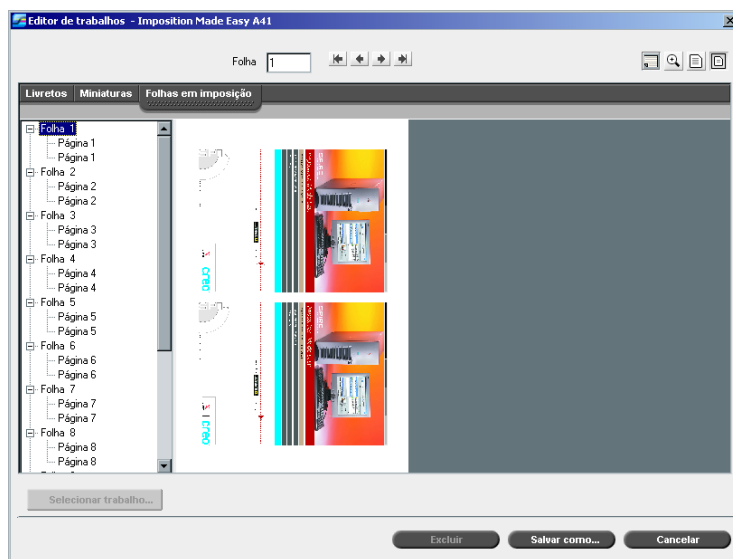 Editor de trabalhos - Imposition Made Easy A41
Folha 1
Livretos Miniaturas Folhas em imposição
Folha 1
Página 1
Página 1
Folha 2
Página 2
Página 2
Folha 3
Página 3
Página 3
Folha 4
Página 4
Página 4
Folha 5
Página 5
Página 5
Folha 6
Página 6
Página 6
Folha 7
Página 7
Página 7
Folha 8
Página 8
Página 8
creo
creo
Selecionar trabalho...
Excluir Salvar como... Cancelar